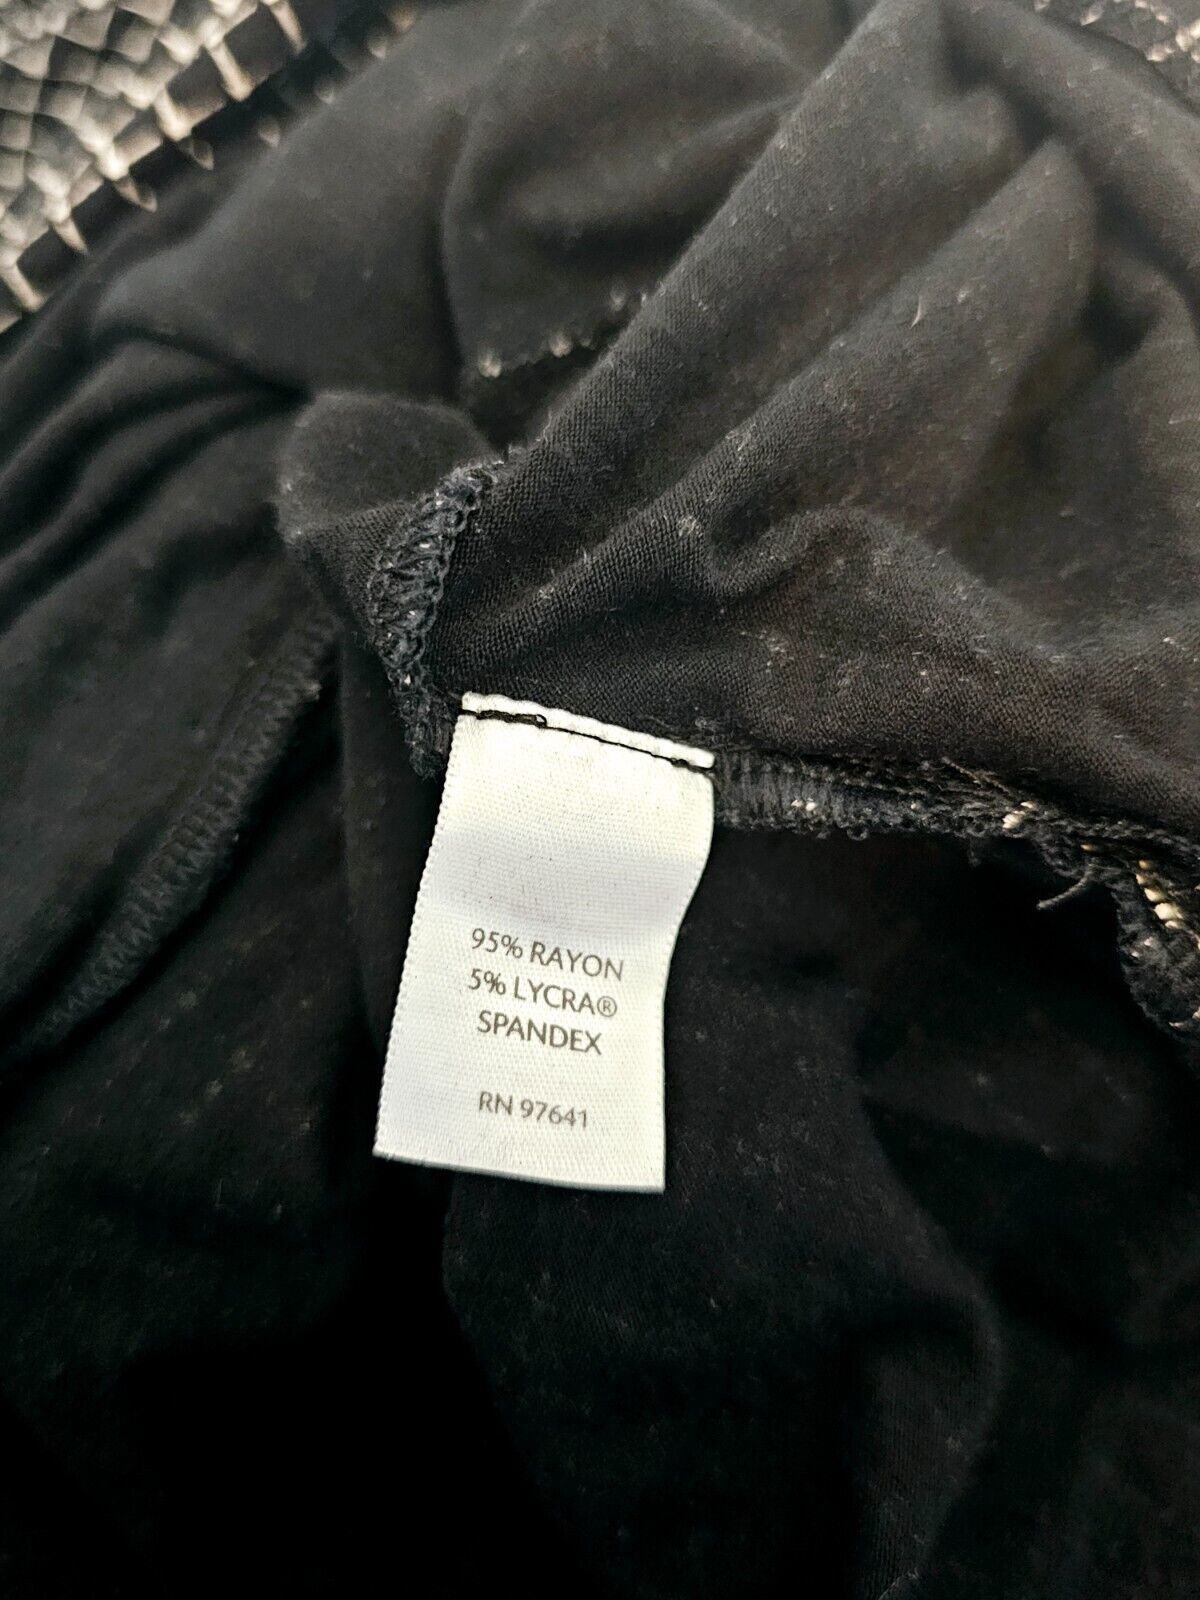 95% RAYON
5% LYCRA®
SPANDEX
RN 97641